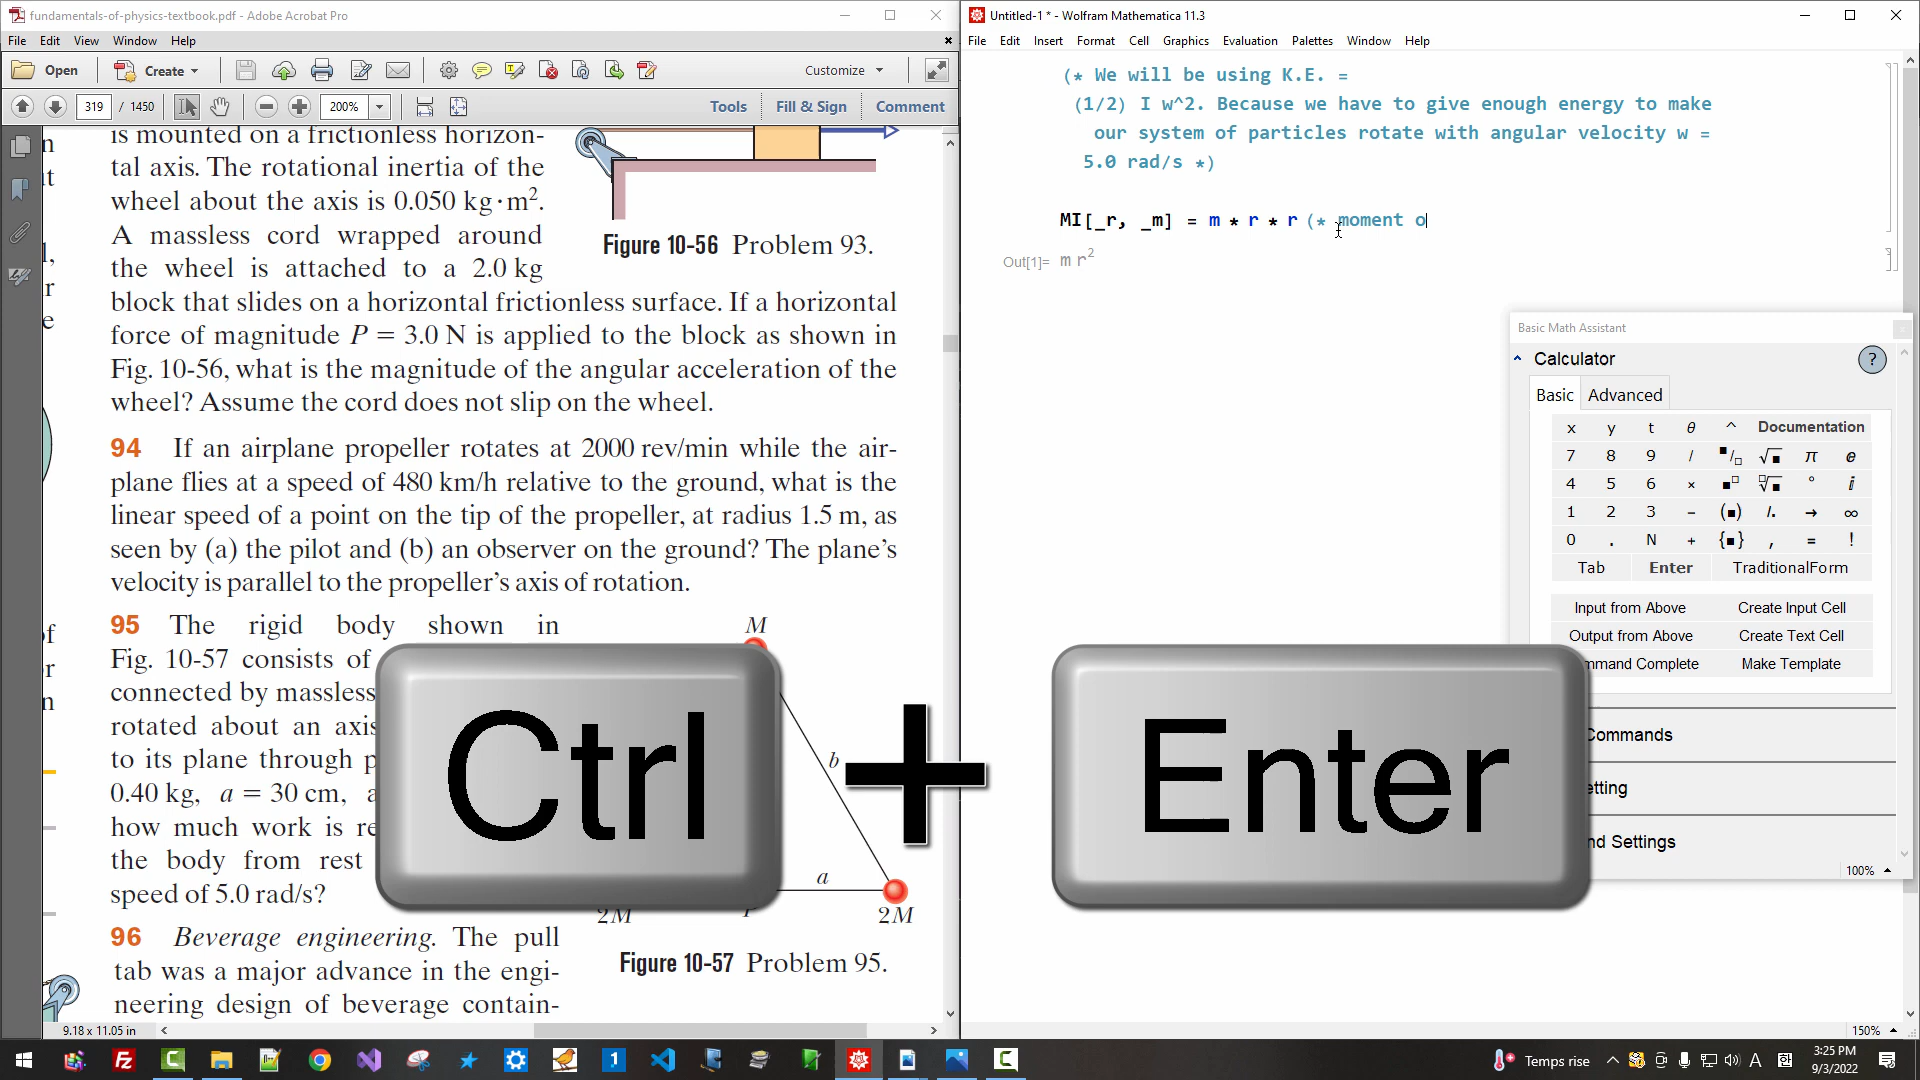 fundamentals-of-physics-textbook.pdf - Adobe Acrobat Pro
File Edit View Window Help
Open Create Customize
319 / 1450 200% Tools Fill & Sign Comment
is mounted on a frictionless horizon-
tal axis. The rotational inertia of the
wheel about the axis is 0.050 kg·m².
A massless cord wrapped around
the wheel is attached to a 2.0 kg
block that slides on a horizontal frictionless surface. If a horizontal
force of magnitude P = 3.0 N is applied to the block as shown in
Fig. 10-56, what is the magnitude of the angular acceleration of the
wheel? Assume the cord does not slip on the wheel.
Figure 10-56 Problem 93.
94 If an airplane propeller rotates at 2000 rev/min while the air-
plane flies at a speed of 480 km/h relative to the ground, what is the
linear speed of a point on the tip of the propeller, at radius 1.5 m, as
seen by (a) the pilot and (b) an observer on the ground? The plane's
velocity is parallel to the propeller's axis of rotation.
95 The rigid body shown in
Fig. 10-57 consists of
connected by massless
rotated about an axis
to its plane through
0.40 kg, a = 30 cm,
how much work is
the body from rest
speed of 5.0 rad/s?
M
b
a
2M
2M
Figure 10-57 Problem 95.
96 Beverage engineering. The pull
tab was a major advance in the engi-
neering design of beverage contain-
9.18 x 11.05 in
Ctrl + Enter
Untitled-1 * - Wolfram Mathematica 11.3
File Edit Insert Format Cell Graphics Evaluation Palettes Window Help
(* We will be using K.E. =
(1/2) I w^2. Because we have to give enough energy to make
our system of particles rotate with angular velocity w =
5.0 rad/s *)
MI[_r, _m] = m * r * r (* moment o
Out[1]= m r²
Basic Math Assistant
Calculator ?
Basic Advanced
x y t θ ^ Documentation
7 8 9 / ■/□ √■ π ⅇ
4 5 6 × ■□ □√■ ° ⅈ
1 2 3 − (■) /. → ∞
0 . N + {■} , = !
Tab Enter TraditionalForm
Input from Above Create Input Cell
Output from Above Create Text Cell
mmand Complete Make Template
Commands
etting
nd Settings
100%
150%
Temps rise
A
3:25 PM
9/3/2022